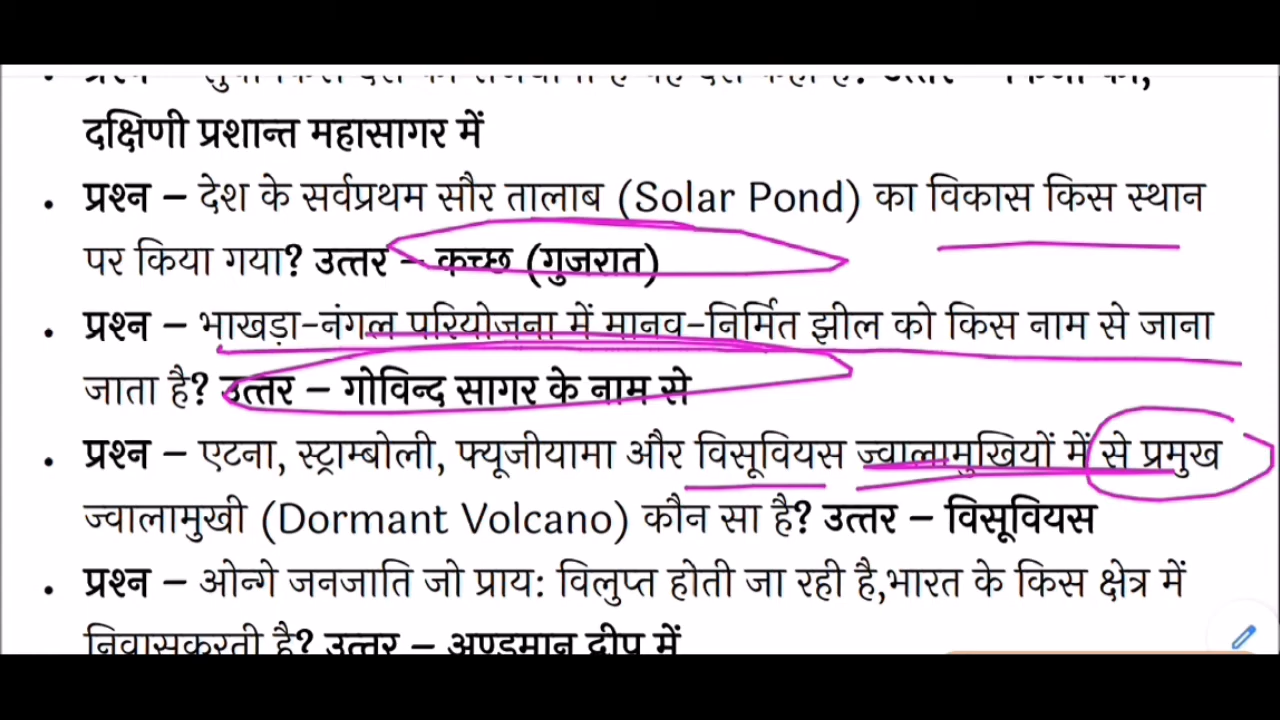 दक्षिणी प्रशान्त महासागर में
• प्रश्न – देश के सर्वप्रथम सौर तालाब (Solar Pond) का विकास किस स्थान
पर किया गया? उत्तर – कच्छ (गुजरात)
• प्रश्न – भाखड़ा-नंगल परियोजना में मानव-निर्मित झील को किस नाम से जाना
जाता है? उत्तर – गोविन्द सागर के नाम से
• प्रश्न – एटना, स्ट्राम्बोली, फ्यूजीयामा और विसूवियस ज्वालामुखियों में से प्रमुख
ज्वालामुखी (Dormant Volcano) कौन सा है? उत्तर – विसूवियस
• प्रश्न – ओन्गे जनजाति जो प्राय: विलुप्त होती जा रही है,भारत के किस क्षेत्र में
निवासकरती है? उत्तर – अण्डमान द्वीप में